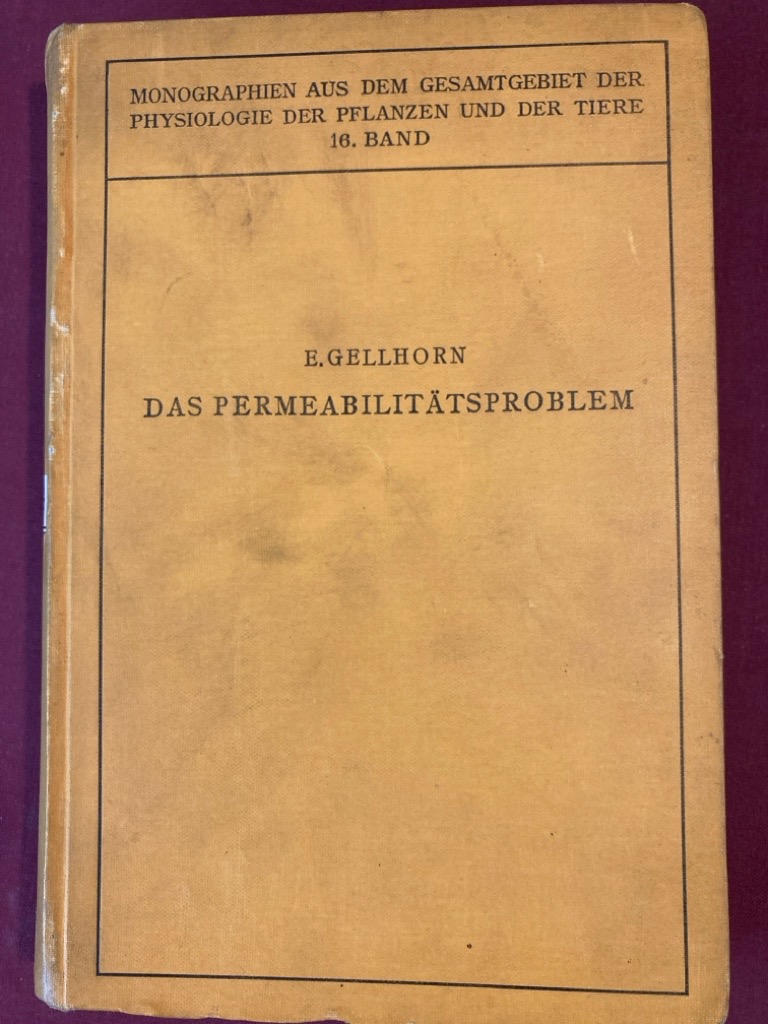 MONOGRAPHIEN AUS DEM GESAMTGEBIET DER
PHYSIOLOGIE DER PFLANZEN UND DER TIERE
16. BAND
E. GELLHORN
DAS PERMEABILITÄTSPROBLEM